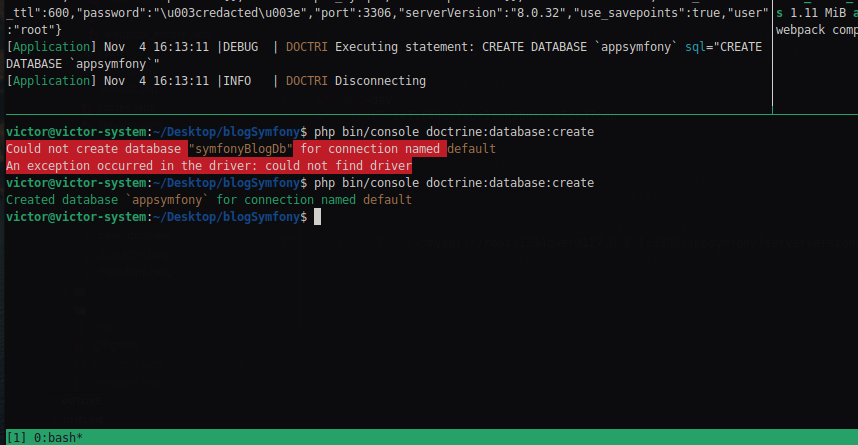 _ttl":600,"password":"\u003credacted\u003e","port":3306,"serverVersion":"8.0.32","use_savepoints":true,"user"
:"root"}
[Application] Nov  4 16:13:11 |DEBUG  | DOCTRI Executing statement: CREATE DATABASE `appsymfony` sql="CREATE
DATABASE `appsymfony`"
[Application] Nov  4 16:13:11 |INFO   | DOCTRI Disconnecting
s 1.11 MiB
webpack comp
victor@victor-system:~/Desktop/blogSymfony$ php bin/console doctrine:database:create
Could not create database "symfonyBlogDb" for connection named default
An exception occurred in the driver: could not find driver
victor@victor-system:~/Desktop/blogSymfony$ php bin/console doctrine:database:create
Created database `appsymfony` for connection named default
victor@victor-system:~/Desktop/blogSymfony$
[1] 0:bash*